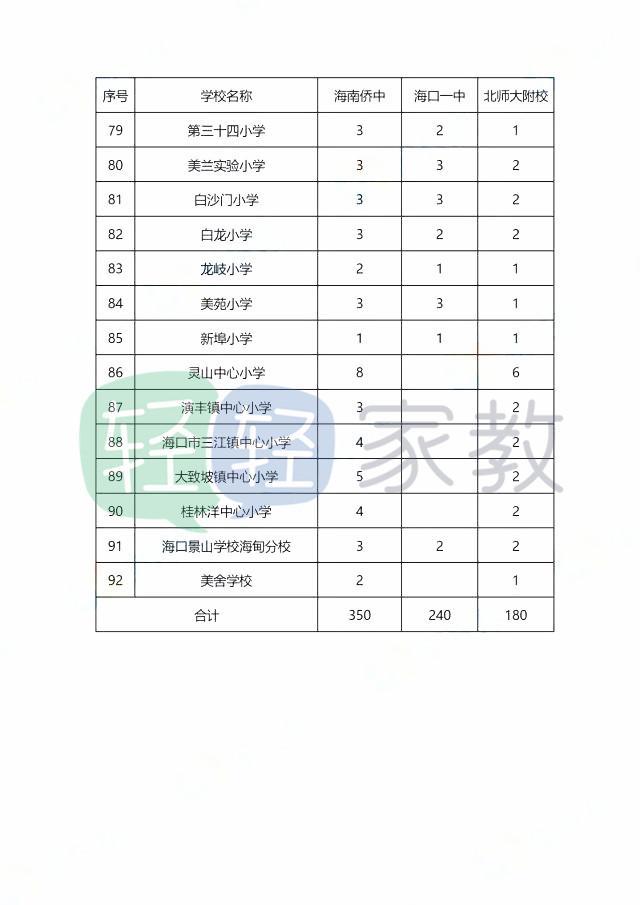 序号 学校名称 海南侨中 海口一中 北师大附校
79 第三十四小学 3 2 1
80 美兰实验小学 3 3 2
81 白沙门小学 3 3 2
82 白龙小学 3 2 2
83 龙岐小学 2 1 1
84 美苑小学 3 3 1
85 新埠小学 1 1 1
86 灵山中心小学 8 6
87 演丰镇中心小学 3 2
88 海口市三江镇中心小学 4 2
89 大致坡镇中心小学 5 2
90 桂林洋中心小学 4 2
91 海口景山学校海甸分校 3 2 2
92 美舍学校 2 1
合计 350 240 180
轻轻家教